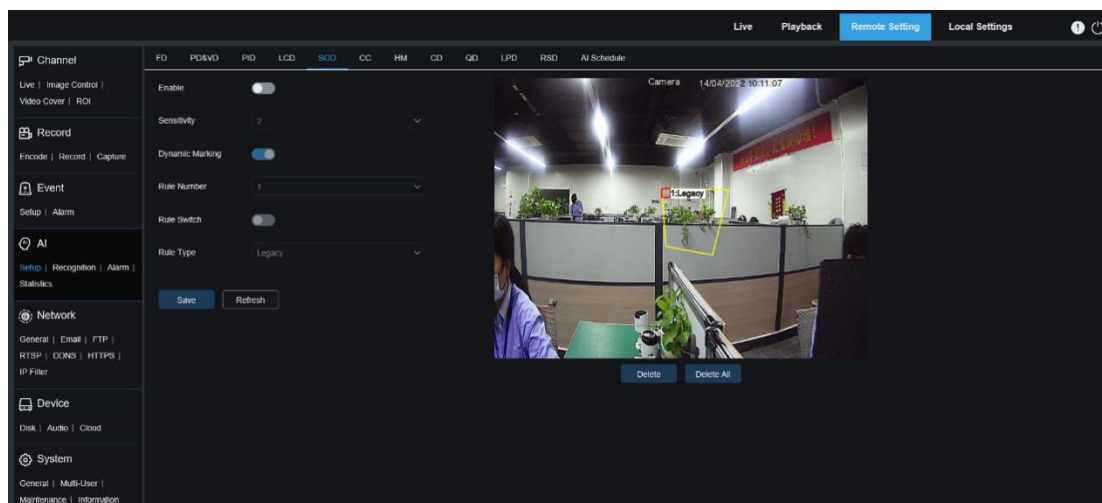 Live Playback Remote Setting Local Settings
Channel
Live | Image Control |
Video Cover | ROI
Record
Encode | Record | Capture
Event
Setup | Alarm
AI
Setup | Recognition | Alarm |
Statistics
Network
General | Email | FTP |
RTSP | DDNS | HTTPS |
IP Filter
Device
Disk | Audio | Cloud
System
General | Multi-User |
Maintenance | Information
FD PD&VD PID LCD SOD CC HM CD QD LPD RSD AI Schedule
Enable
Sensitivity 2
Dynamic Marking
Rule Number 1
Rule Switch
Rule Type Legacy
Save Refresh
Camera 14/04/2022 10:11:07
1:Legacy
Delete Delete All